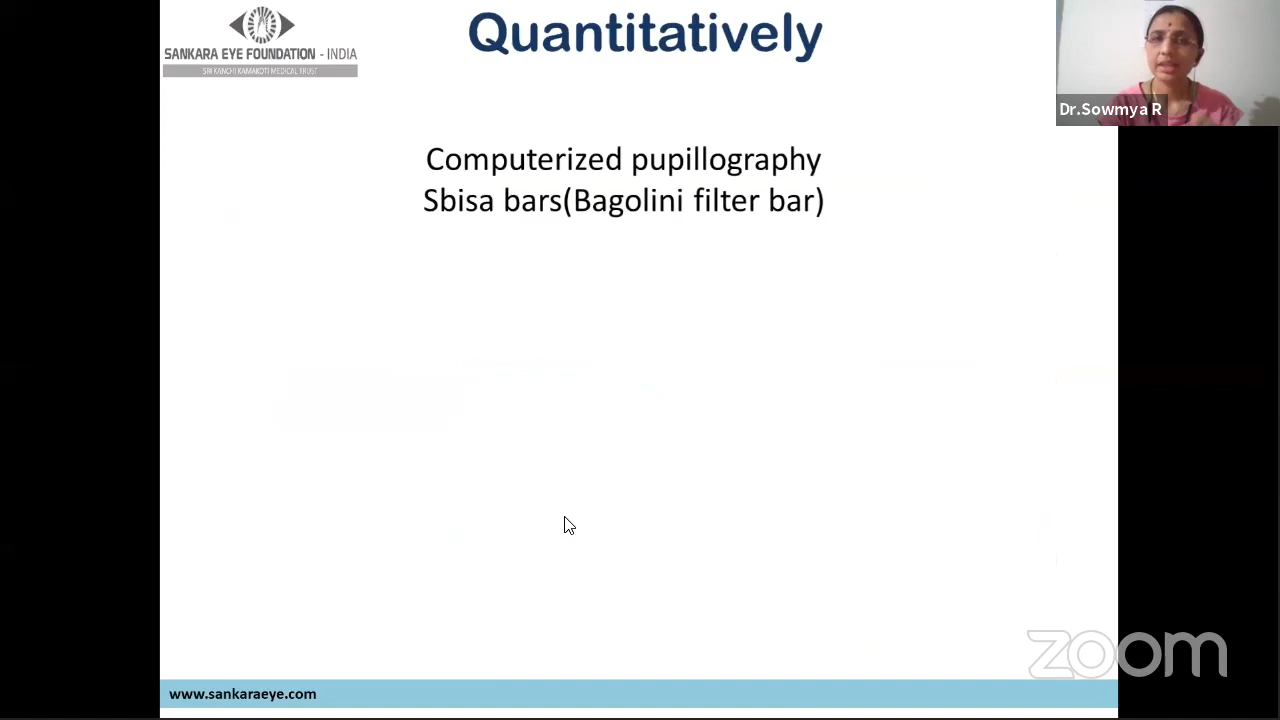 Quantitatively
SANKARA EYE FOUNDATION - INDIA
SRI KANCHI KAMAKOTI MEDICAL TRUST
Dr.Sowmya R
Computerized pupillography
Sbisa bars(Bagolini filter bar)
zoom
www.sankaraeye.com